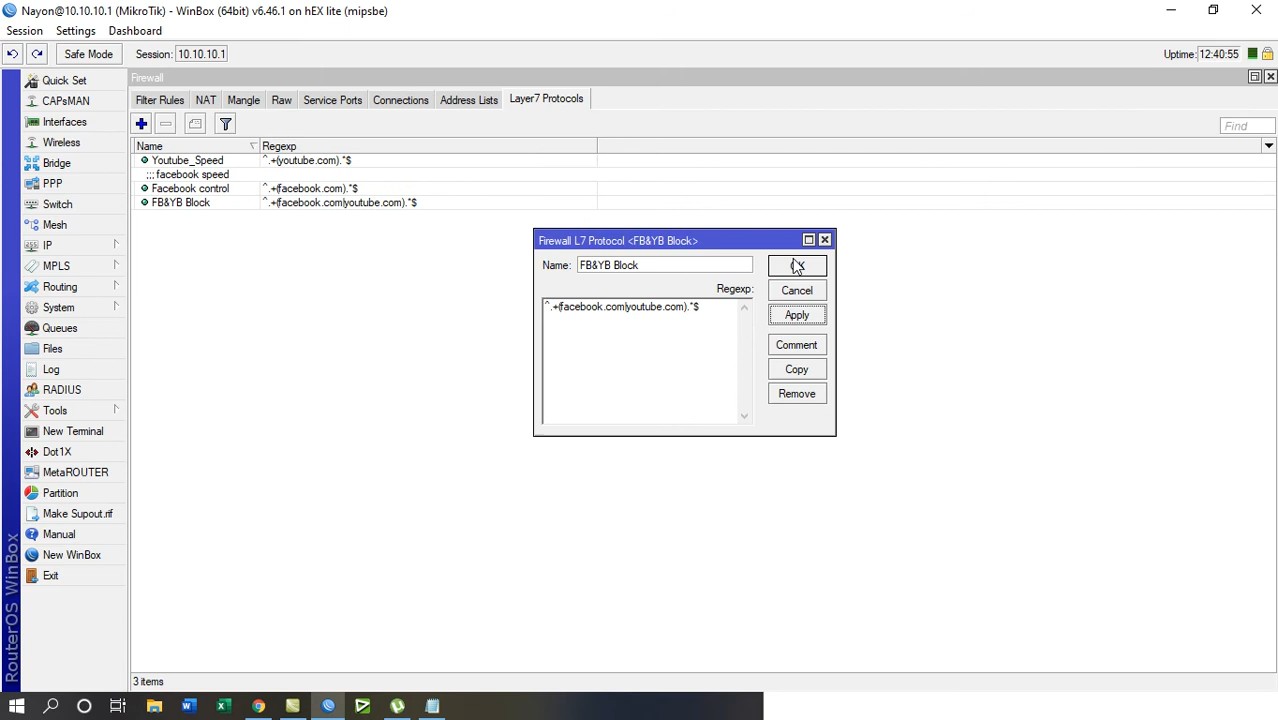 Nayon@10.10.10.1 (MikroTik) - WinBox (64bit) v6.46.1 on hEX lite (mipsbe)
Session Settings Dashboard
Safe Mode Session: 10.10.10.1 Uptime: 12:40:55
Firewall
Filter Rules NAT Mangle Raw Service Ports Connections Address Lists Layer7 Protocols
Find
Name Regexp
Youtube_Speed ^.+(youtube.com).*$
;;; facebook speed
Facebook control ^.+(facebook.com).*$
FB&YB Block ^.+(facebook.com|youtube.com).*$
Firewall L7 Protocol <FB&YB Block>
Name: FB&YB Block
Regexp:
^.+(facebook.com|youtube.com).*$
Cancel
Apply
Comment
Copy
Remove
Quick Set
CAPsMAN
Interfaces
Wireless
Bridge
PPP
Switch
Mesh
IP
MPLS
Routing
System
Queues
Files
Log
RADIUS
Tools
New Terminal
Dot1X
MetaROUTER
Partition
Make Supout.rif
Manual
New WinBox
Exit
RouterOS WinBox
3 items